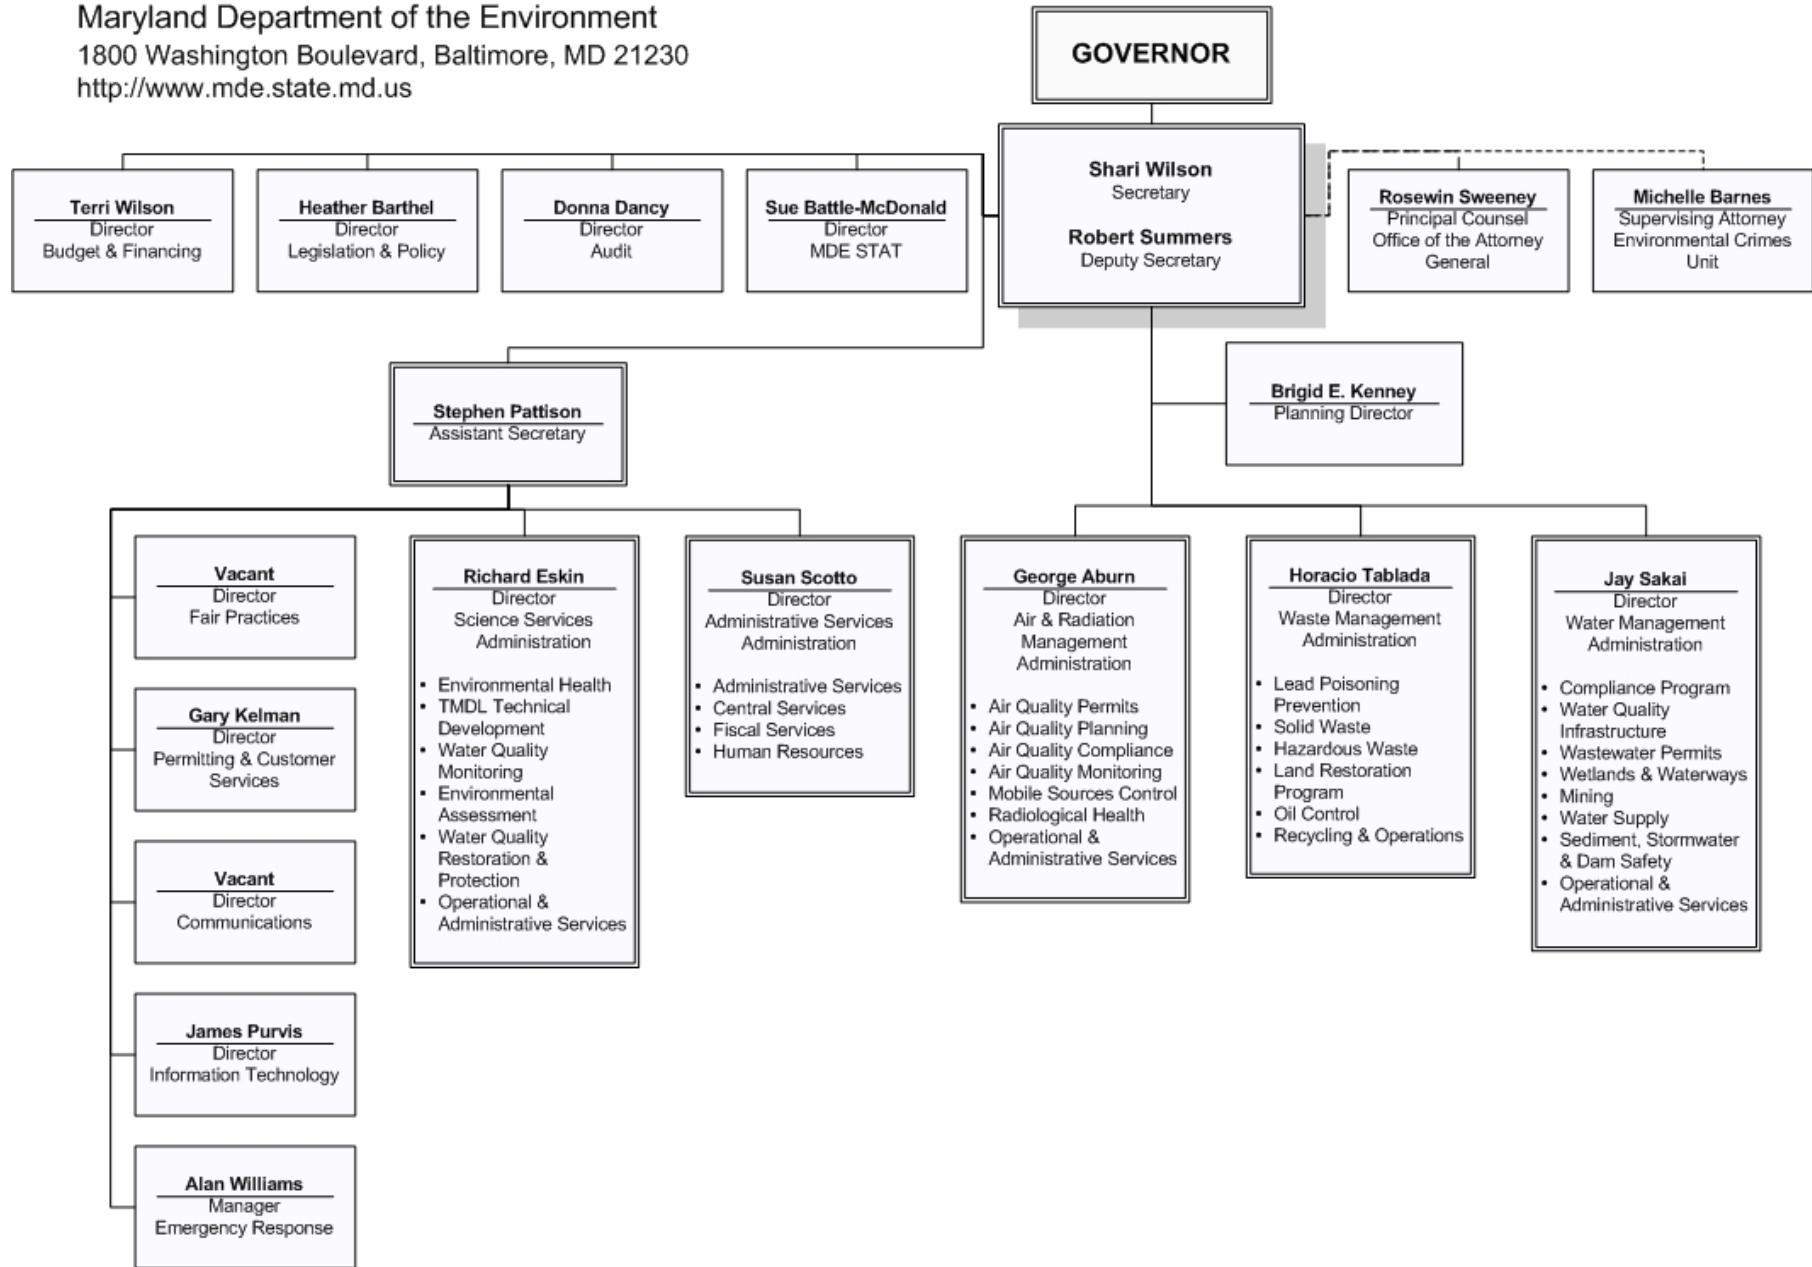 Maryland Department of the Environment
1800 Washington Boulevard, Baltimore, MD 21230
http://www.mde.state.md.us
GOVERNOR
Shari Wilson
Secretary
Robert Summers
Deputy Secretary
Terri Wilson
Director
Budget & Financing
Heather Barthel
Director
Legislation & Policy
Donna Dancy
Director
Audit
Sue Battle-McDonald
Director
MDE STAT
Rosewin Sweeney
Principal Counsel
Office of the Attorney
General
Michelle Barnes
Supervising Attorney
Environmental Crimes
Unit
Stephen Pattison
Assistant Secretary
Brigid E. Kenney
Planning Director
Vacant
Director
Fair Practices
Gary Kelman
Director
Permitting & Customer
Services
Vacant
Director
Communications
James Purvis
Director
Information Technology
Alan Williams
Manager
Emergency Response
Richard Eskin
Director
Science Services
Administration
• Environmental Health
• TMDL Technical
Development
• Water Quality
Monitoring
• Environmental
Assessment
• Water Quality
Restoration &
Protection
• Operational &
Administrative Services
Susan Scotto
Director
Administrative Services
Administration
• Administrative Services
• Central Services
• Fiscal Services
• Human Resources
George Aburn
Director
Air & Radiation
Management
Administration
• Air Quality Permits
• Air Quality Planning
• Air Quality Compliance
• Air Quality Monitoring
• Mobile Sources Control
• Radiological Health
• Operational &
Administrative Services
Horacio Tablada
Director
Waste Management
Administration
• Lead Poisoning
Prevention
• Solid Waste
• Hazardous Waste
• Land Restoration
Program
• Oil Control
• Recycling & Operations
Jay Sakai
Director
Water Management
Administration
• Compliance Program
• Water Quality
Infrastructure
• Wastewater Permits
• Wetlands & Waterways
• Mining
• Water Supply
• Sediment, Stormwater
& Dam Safety
• Operational &
Administrative Services